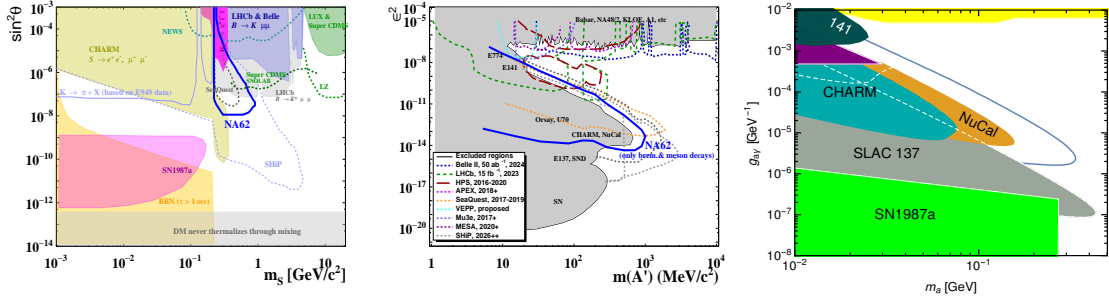 sin²θ
10⁻⁶
10⁻⁸
10⁻¹⁰
10⁻¹²
10⁻¹⁴
10⁻³
10⁻²
10⁻¹
1
10
m_S [GeV/c²]
NEWS
LHCb & Belle
B → K μμ
LUX & Super CDMS
CHARM
S → e⁺ e⁻, μ⁺ μ⁻
Super CDMS
SNOLAB
LZ
SeaQuest
LHCb
B → K* μ μ
K → π + X (based on E949 data)
NA62
SHiP
SN1987a
BBN (τ > 1 sec)
DM never thermalizes through mixing
ε²
10⁻⁵
10⁻⁸
10⁻¹¹
10⁻¹⁴
10⁻¹⁷
10⁻²⁰
1
10
10²
10³
10⁴
m(A') (MeV/c²)
Babar, NA48/2, KLOE, A1, etc
E774
E141
Orsay, U70
CHARM, NuCal
NA62
(only brem.& meson decays)
E137, SND
SN
Excluded regions
Belle II, 50 ab⁻¹, 2024
LHCb, 15 fb⁻¹, 2023
HPS, 2016-2020
APEX, 2018+
SeaQuest, 2017-2019
VEPP, proposed
Mu3e, 2017+
MESA, 2020+
SHiP, 2026++
g_aγ [GeV⁻¹]
10⁻²
10⁻³
10⁻⁴
10⁻⁵
10⁻⁶
10⁻⁷
10⁻⁸
10⁻²
10⁻¹
m_a [GeV]
141
CHARM
NuCal
SLAC 137
SN1987a